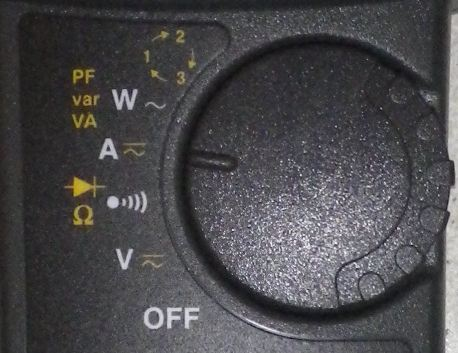 1 2 3
PF
var W ~
VA
A
Ω
V
OFF